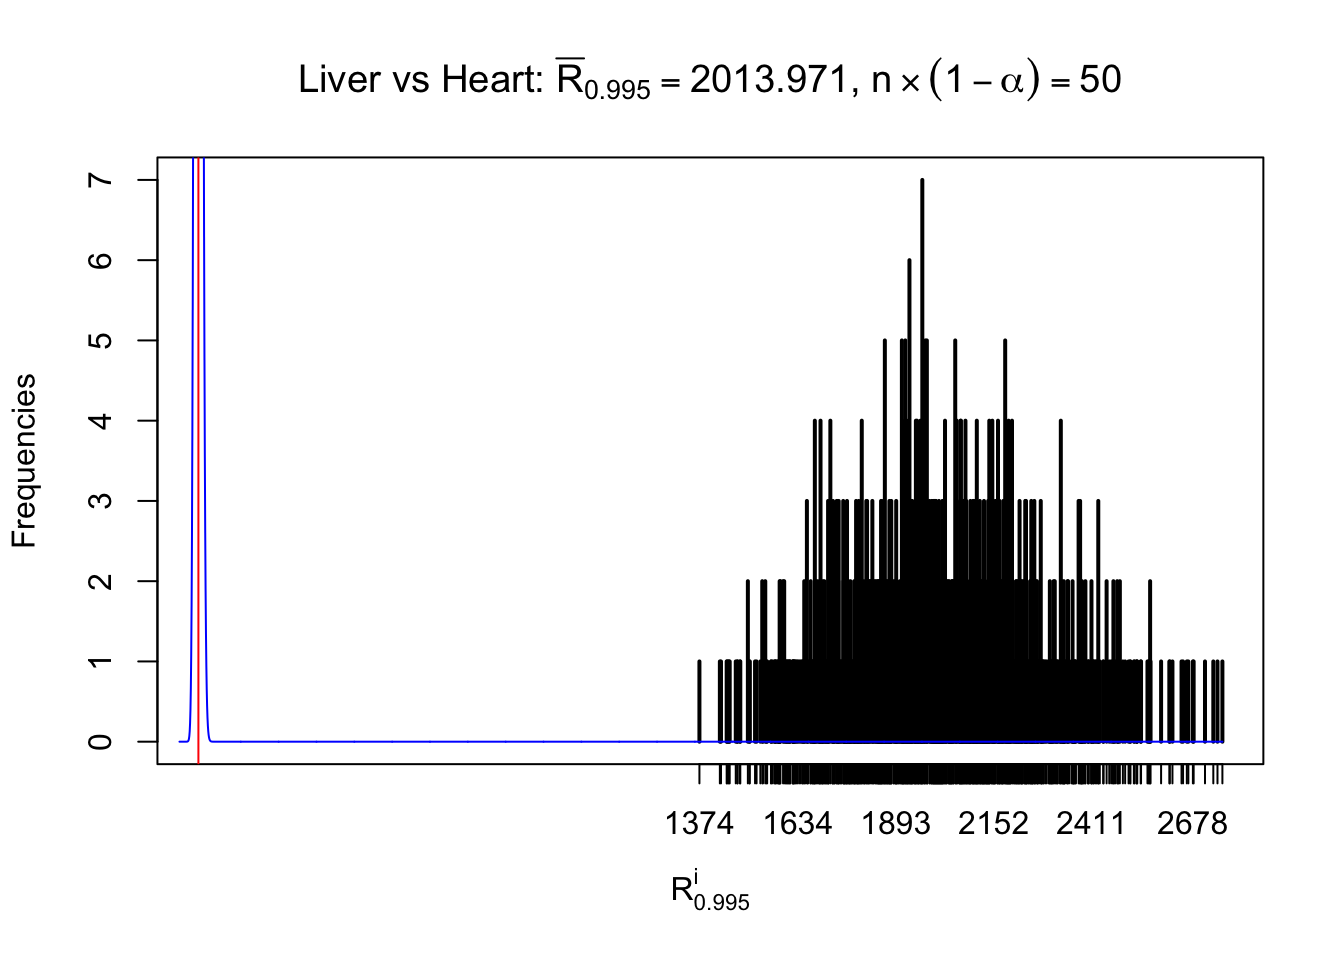 Liver vs Heart: R̅0.995 = 2013.971, n × (1 − α) = 50
Frequencies
7
6
5
4
3
2
1
0
1374 1634 1893 2152 2411 2678
R^i_0.995